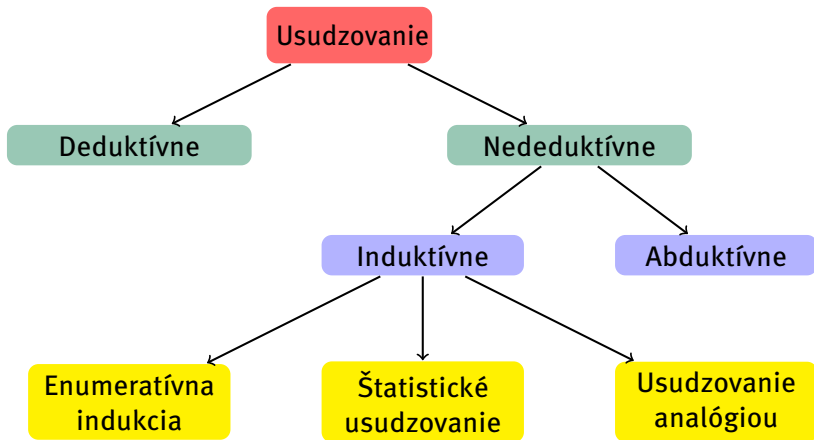 Usudzovanie
Deduktívne
Nededuktívne
Induktívne
Abduktívne
Enumeratívna
indukcia
Štatistické
usudzovanie
Usudzovanie
analógiou